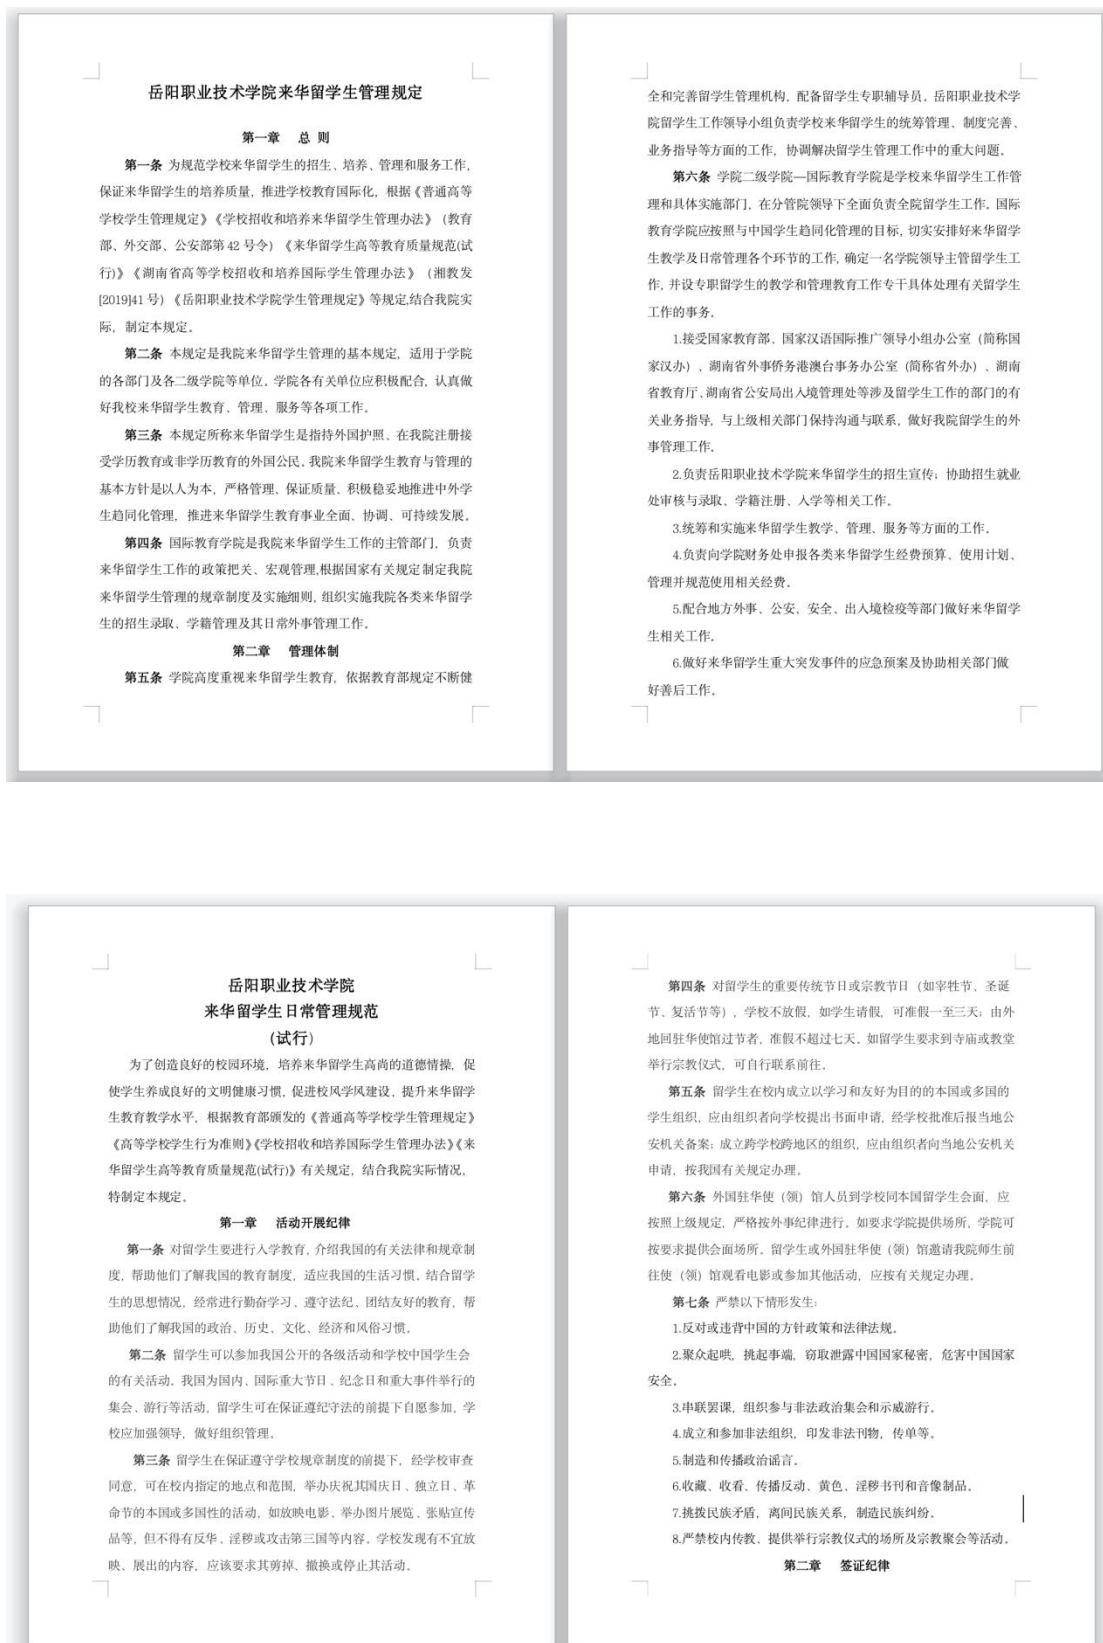 岳阳职业技术学院来华留学生管理规定
第一章 总 则
第一条 为规范学校来华留学生的招生、培养、管理和服务工作,
保证来华留学生的培养质量，推进学校教育国际化，根据《普通高等
学校学生管理规定》《学校招收和培养来华留学生管理办法》（教育
部、外交部、公安部第 42 号令）《来华留学生高等教育质量规范(试
行)》《湖南省高等学校招收和培养国际学生管理办法》（湘教发
[2019]41 号）《岳阳职业技术学院学生管理规定》等规定,结合我院实
际，制定本规定。
第二条 本规定是我院来华留学生管理的基本规定，适用于学院
的各部门及各二级学院等单位。学院各有关单位应积极配合，认真做
好我校来华留学生教育、管理、服务等各项工作。
第三条 本规定所称来华留学生是指持外国护照、在我院注册接
受学历教育或非学历教育的外国公民。我院来华留学生教育与管理的
基本方针是以人为本，严格管理、保证质量、积极稳妥地推进中外学
生趋同化管理，推进来华留学生教育事业全面、协调、可持续发展。
第四条 国际教育学院是我院来华留学生工作的主管部门，负责
来华留学生工作的政策把关、宏观管理,根据国家有关规定制定我院
来华留学生管理的规章制度及实施细则，组织实施我院各类来华留学
生的招生录取、学籍管理及其日常外事管理工作。
第二章 管理体制
第五条 学院高度重视来华留学生教育，依据教育部规定不断健
全和完善留学生管理机构，配备留学生专职辅导员。岳阳职业技术学
院留学生工作领导小组负责学校来华留学生的统筹管理、制度完善、
业务指导等方面的工作，协调解决留学生管理工作中的重大问题。
第六条 学院二级学院—国际教育学院是学校来华留学生工作管
理和具体实施部门，在分管院领导下全面负责全院留学生工作。国际
教育学院应按照与中国学生趋同化管理的目标，切实安排好来华留学
生教学及日常管理各个环节的工作，确定一名学院领导主管留学生工
作，并设专职留学生的教学和管理教育工作专干具体处理有关留学生
工作的事务。
1.接受国家教育部、国家汉语国际推广领导小组办公室（简称国
家汉办）、湖南省外事侨务港澳台事务办公室（简称省外办）、湖南
省教育厅、湖南省公安局出入境管理处等涉及留学生工作的部门的有
关业务指导，与上级相关部门保持沟通与联系，做好我院留学生的外
事管理工作。
2.负责岳阳职业技术学院来华留学生的招生宣传；协助招生就业
处审核与录取、学籍注册、入学等相关工作。
3.统筹和实施来华留学生教学、管理、服务等方面的工作。
4.负责向学院财务处申报各类来华留学生经费预算、使用计划、
管理并规范使用相关经费。
5.配合地方外事、公安、安全、出入境检疫等部门做好来华留学
生相关工作。
6.做好来华留学生重大突发事件的应急预案及协助相关部门做
好善后工作。
岳阳职业技术学院
来华留学生日常管理规范
(试行)
为了创造良好的校园环境，培养来华留学生高尚的道德情操，促
使学生养成良好的文明健康习惯，促进校风学风建设，提升来华留学
生教育教学水平，根据教育部颁发的《普通高等学校学生管理规定》
《高等学校学生行为准则》《学校招收和培养国际学生管理办法》《来
华留学生高等教育质量规范(试行)》有关规定，结合我院实际情况，
特制定本规定。
第一章 活动开展纪律
第一条 对留学生要进行入学教育，介绍我国的有关法律和规章制
度，帮助他们了解我国的教育制度，适应我国的生活习惯。结合留学
生的思想情况，经常进行勤奋学习、遵守法纪、团结友好的教育，帮
助他们了解我国的政治、历史、文化、经济和风俗习惯。
第二条 留学生可以参加我国公开的各级活动和学校中国学生会
的有关活动。我国为国内、国际重大节日、纪念日和重大事件举行的
集会、游行等活动，留学生可在保证遵纪守法的前提下自愿参加，学
校应加强领导，做好组织管理。
第三条 留学生在保证遵守学校规章制度的前提下，经学校审查
同意，可在校内指定的地点和范围，举办庆祝其国庆日、独立日、革
命节的本国或多国性的活动，如放映电影、举办图片展览、张贴宣传
品等，但不得有反华、淫秽或攻击第三国等内容。学校发现有不宜放
映、展出的内容，应该要求其剪掉、撤换或停止其活动。
第四条 对留学生的重要传统节日或宗教节日（如宰牲节、圣诞
节、复活节等），学校不放假，如学生请假，可准假一至三天；由外
地回驻华使馆过节者，准假不超过七天。如留学生要求到寺庙或教堂
举行宗教仪式，可自行联系前往。
第五条 留学生在校内成立以学习和友好为目的的本国或多国的
学生组织，应由组织者向学校提出书面申请，经学校批准后报当地公
安机关备案；成立跨学校跨地区的组织，应由组织者向当地公安机关
申请，按我国有关规定办理。
第六条 外国驻华使（领）馆人员到学校同本国留学生会面，应
按照上级规定，严格按外事纪律进行。如要求学院提供场所，学院可
按要求提供会面场所。留学生或外国驻华使（领）馆邀请我院师生前
往使（领）馆观看电影或参加其他活动，应按有关规定办理。
第七条 严禁以下情形发生:
1.反对或违背中国的方针政策和法律法规。
2.聚众起哄，挑起事端，窃取泄露中国国家秘密，危害中国国家
安全。
3.串联罢课，组织参与非法政治集会和示威游行。
4.成立和参加非法组织，印发非法刊物，传单等。
5.制造和传播政治谣言。
6.收藏、收看、传播反动、黄色、淫秽书刊和音像制品。
7.挑拨民族矛盾，离间民族关系，制造民族纠纷。
8.严禁校内传教、提供举行宗教仪式的场所及宗教聚会等活动。
第二章 签证纪律